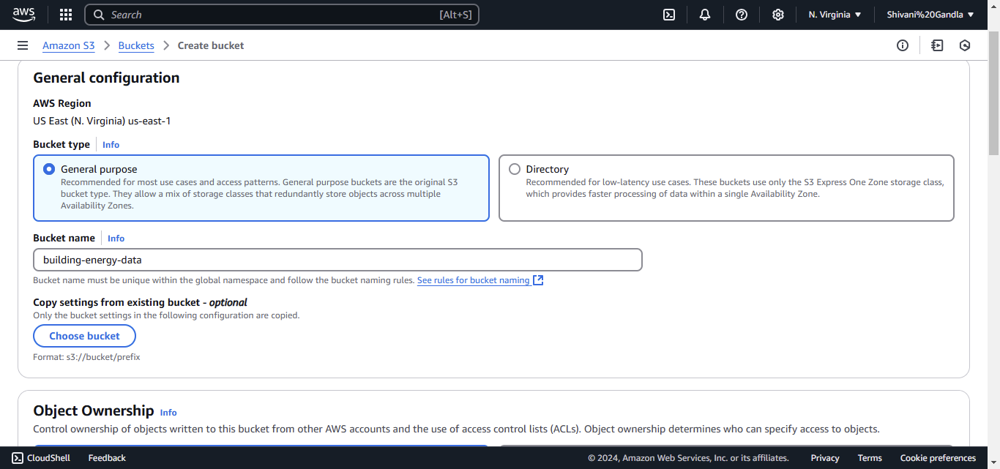 aws
Search
[Alt+S]
N. Virginia
Shivani%20Gandla
Amazon S3
Buckets
Create bucket
General configuration
AWS Region
US East (N. Virginia) us-east-1
Bucket type
Info
General purpose
Recommended for most use cases and access patterns. General purpose buckets are the original S3
bucket type. They allow a mix of storage classes that redundantly store objects across multiple
Availability Zones.
Directory
Recommended for low-latency use cases. These buckets use only the S3 Express One Zone storage class,
which provides faster processing of data within a single Availability Zone.
Bucket name
Info
building-energy-data
Bucket name must be unique within the global namespace and follow the bucket naming rules. See rules for bucket naming
Copy settings from existing bucket - optional
Only the bucket settings in the following configuration are copied.
Choose bucket
Format: s3://bucket/prefix
Object Ownership
Info
Control ownership of objects written to this bucket from other AWS accounts and the use of access control lists (ACLs). Object ownership determines who can specify access to objects.
CloudShell
Feedback
© 2024, Amazon Web Services, Inc. or its affiliates.
Privacy
Terms
Cookie preferences